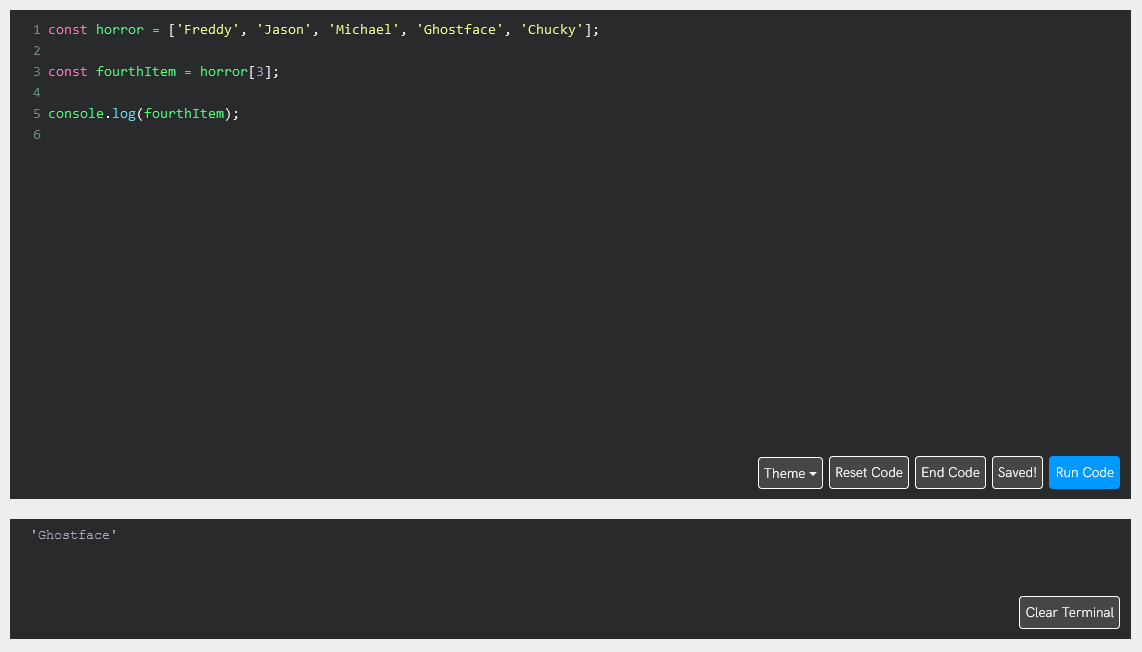 1 const horror = ['Freddy', 'Jason', 'Michael', 'Ghostface', 'Chucky'];
2
3 const fourthItem = horror[3];
4
5 console.log(fourthItem);
6
Theme Reset Code End Code Saved! Run Code
'Ghostface'
Clear Terminal